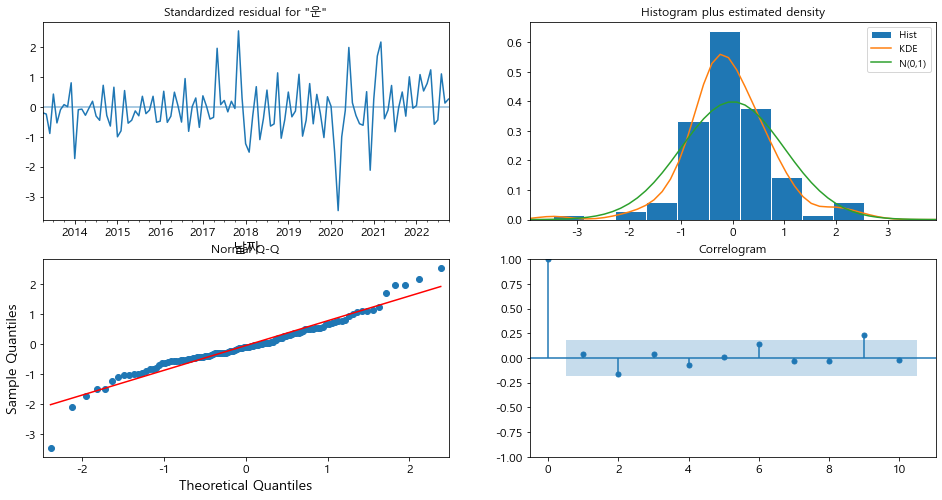 Standardized residual for "운"
2
1
0
-1
-2
-3
2014 2015 2016 2017 2018 2019 2020 2021 2022
날짜
Histogram plus estimated density
Hist
KDE
N(0,1)
0.6
0.5
0.4
0.3
0.2
0.1
0.0
-3 -2 -1 0 1 2 3
Normal Q-Q
Sample Quantiles
2
1
0
-1
-2
-3
-2 -1 0 1 2
Theoretical Quantiles
Correlogram
1.00
0.75
0.50
0.25
0.00
-0.25
-0.50
-0.75
-1.00
0 2 4 6 8 10